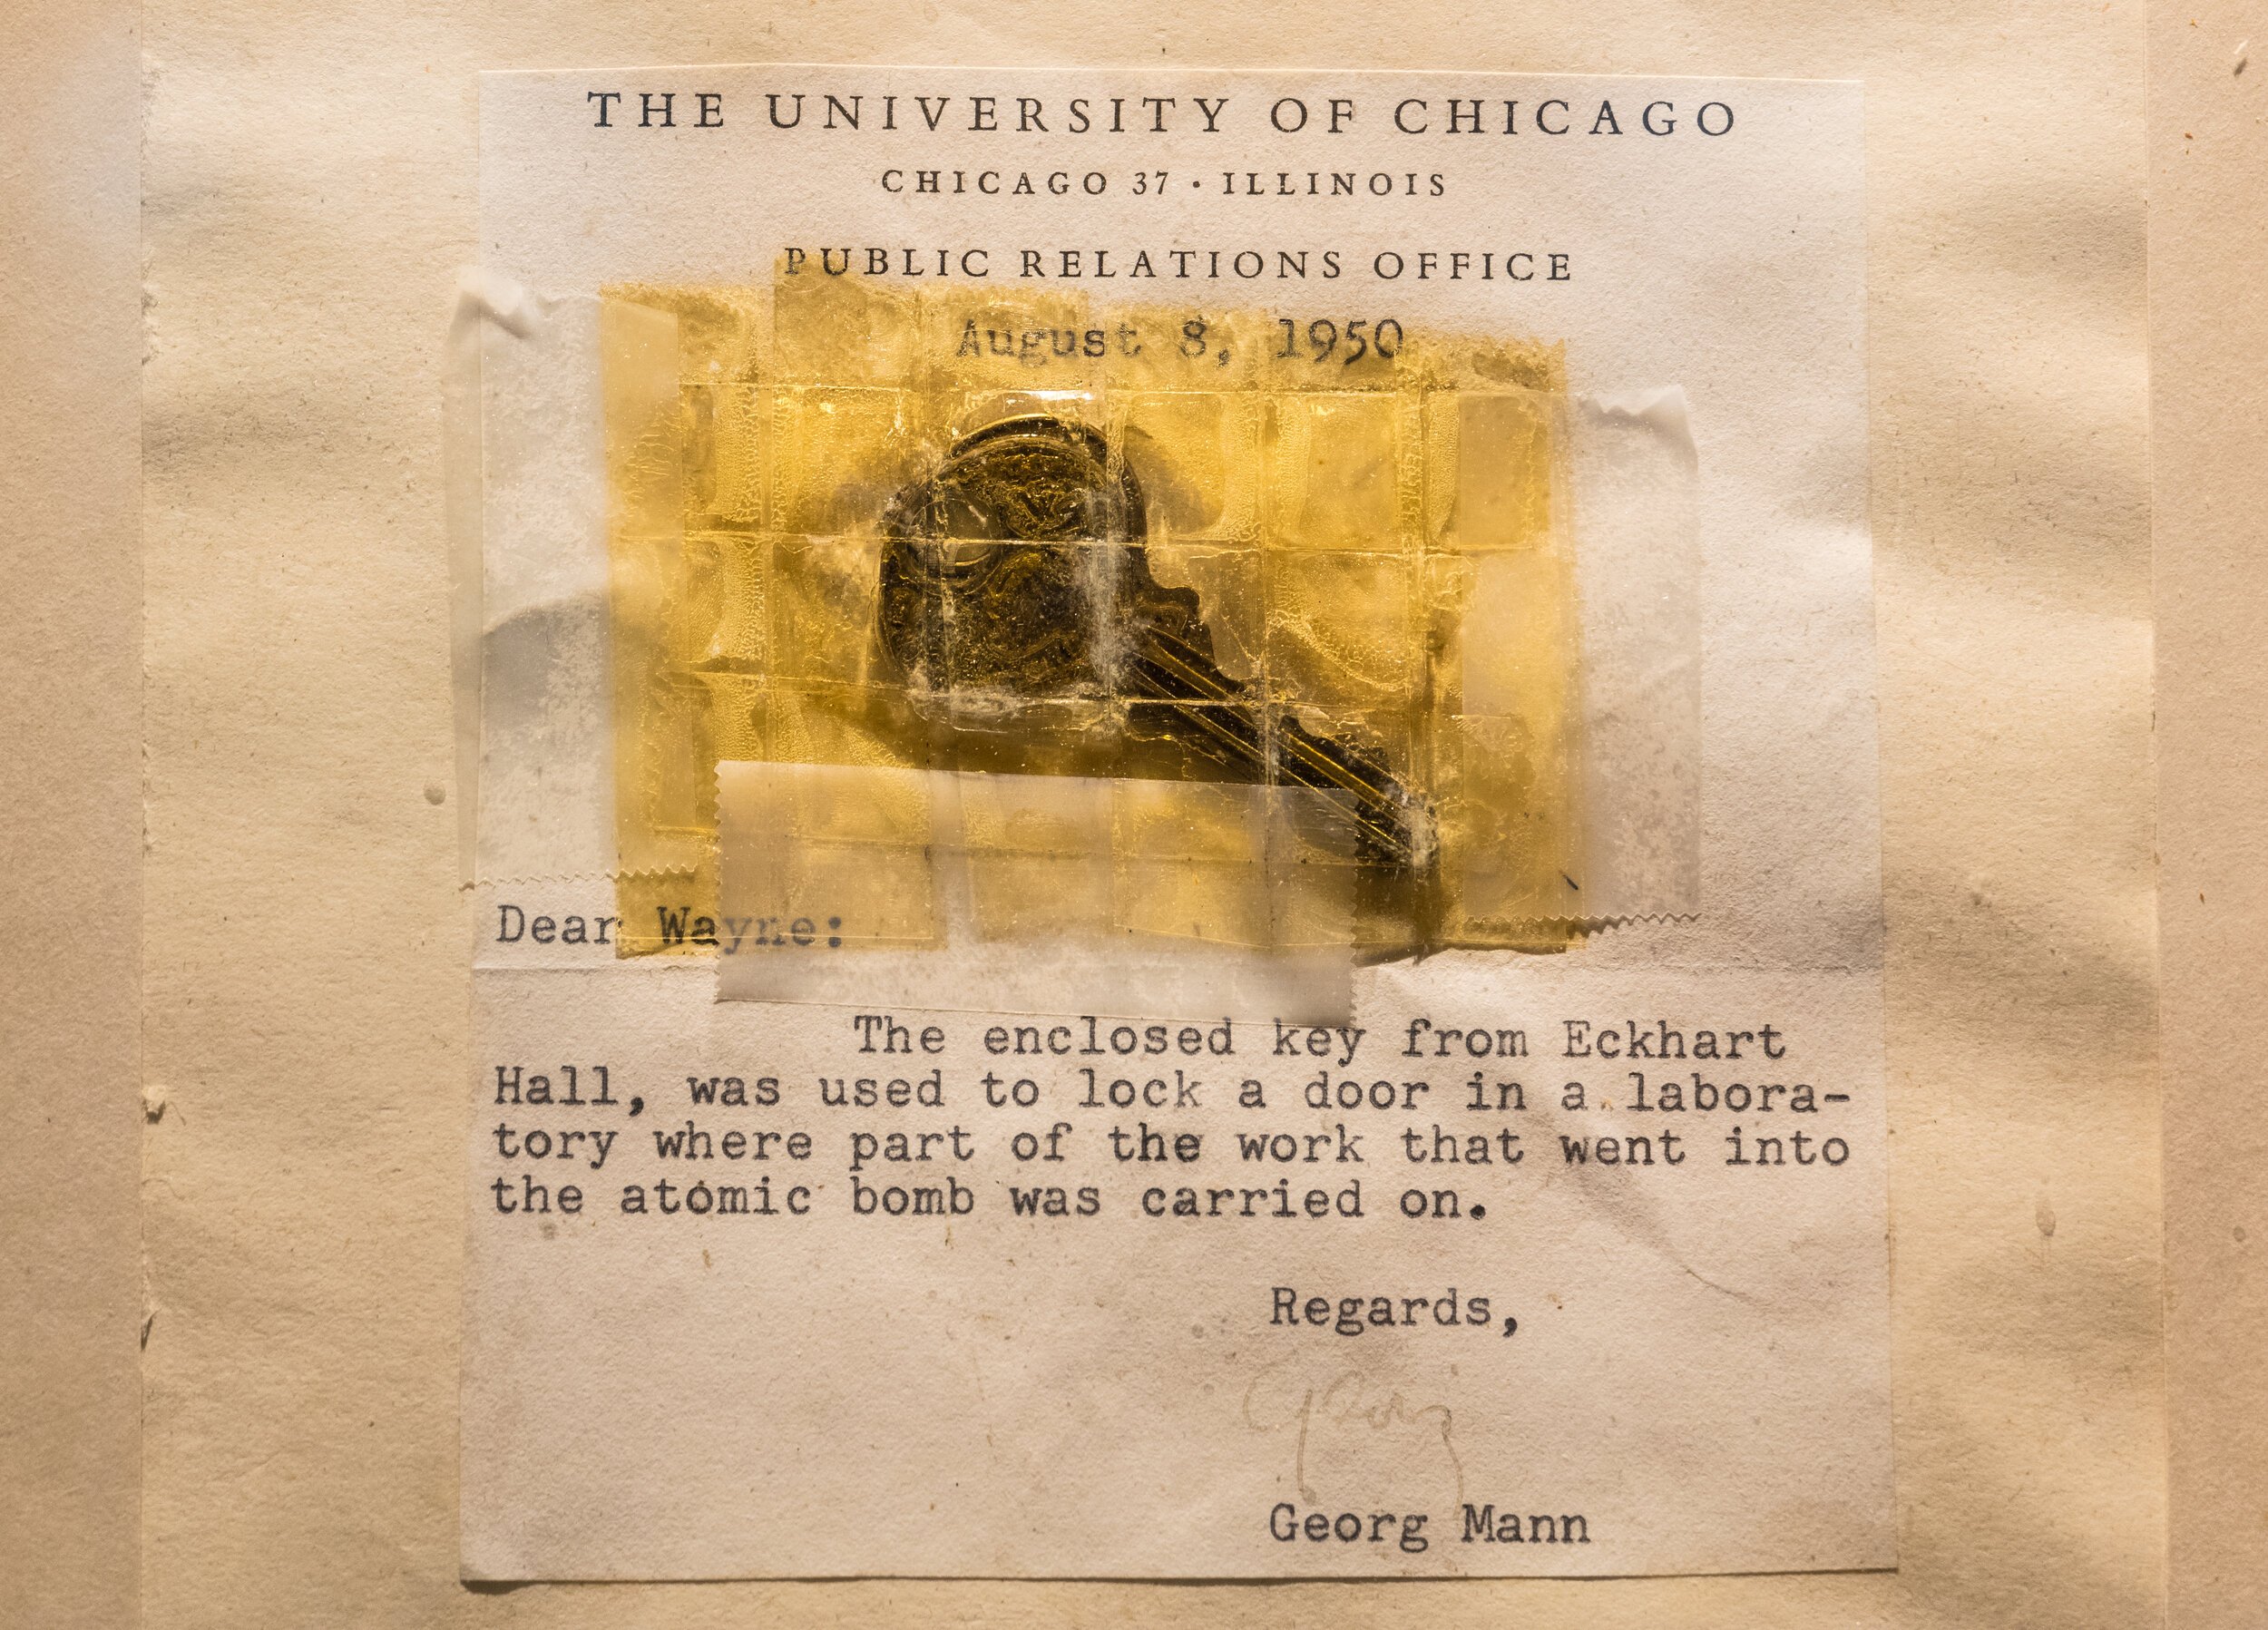 THE UNIVERSITY OF CHICAGO
CHICAGO 37 · ILLINOIS
PUBLIC RELATIONS OFFICE
August 8, 1950
Dear Wayne:
The enclosed key from Eckhart
Hall, was used to lock a door in a labora-
tory where part of the work that went into
the atomic bomb was carried on.
Regards,
Georg
Georg Mann